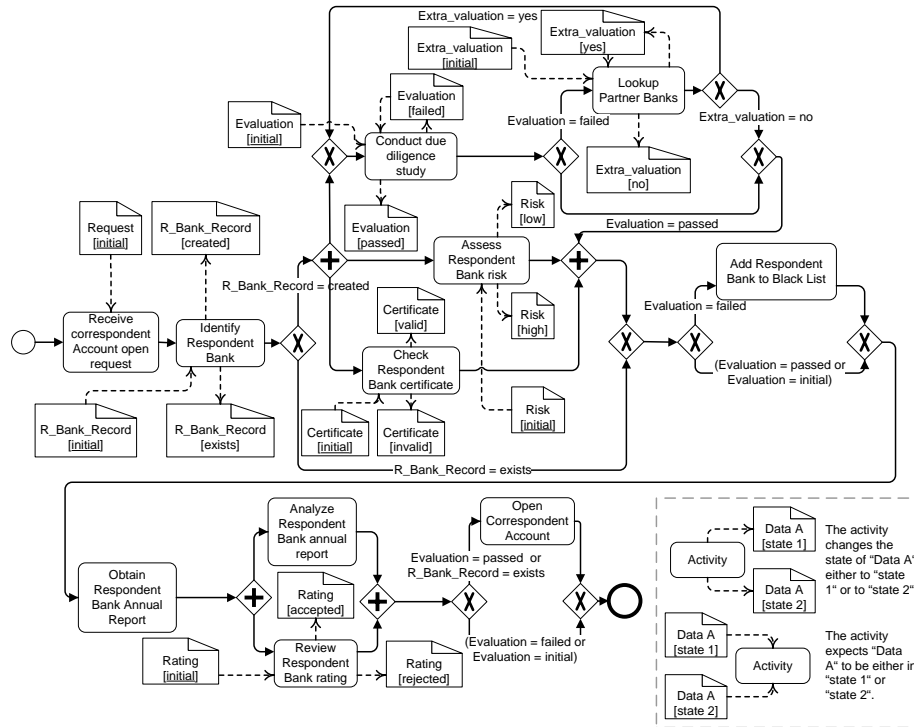 Extra_valuation = yes
Extra_valuation
[initial]
Extra_valuation
[yes]
Lookup
Partner Banks
Extra_valuation = no
Extra_valuation
[no]
Evaluation
[failed]
Evaluation = failed
Evaluation
[initial]
Conduct due
diligence
study
Evaluation
[passed]
Evaluation = passed
Request
[initial]
R_Bank_Record
[created]
Risk
[low]
Assess
Respondent
Bank risk
Risk
[high]
Risk
[initial]
R_Bank_Record = created
Receive
correspondent
Account open
request
Identify
Respondent
Bank
R_Bank_Record
[initial]
R_Bank_Record
[exists]
Certificate
[valid]
Check
Respondent
Bank certificate
Certificate
[initial]
Certificate
[invalid]
R_Bank_Record = exists
Add Respondent
Bank to Black List
Evaluation = failed
(Evaluation = passed or
Evaluation = initial)
Obtain
Respondent
Bank Annual
Report
Analyze
Respondent
Bank annual
report
Rating
[accepted]
Rating
[initial]
Review
Respondent
Bank rating
Rating
[rejected]
Open
Correspondent
Account
Evaluation = passed or
R_Bank_Record = exists
(Evaluation = failed or
Evaluation = initial)
Data A
[state 1]
Activity
Data A
[state 2]
The activity
changes the
state of “Data A“
either to “state
1“ or to “state 2“
Data A
[state 1]
Activity
Data A
[state 2]
The activity
expects “Data
A“ to be either in
“state 1“ or
“state 2“.